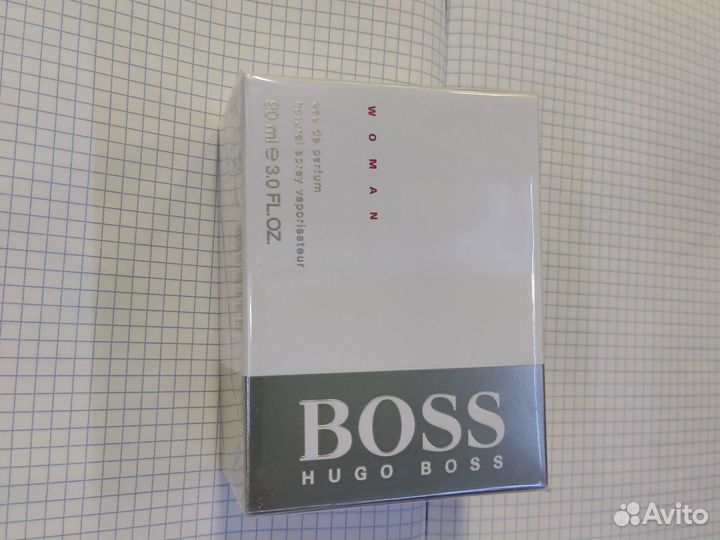 WOMAN
eau de parfum
natural spray vaporisateur
90 ml ℮ 3.0 FL.OZ.
BOSS
HUGO BOSS
Avito